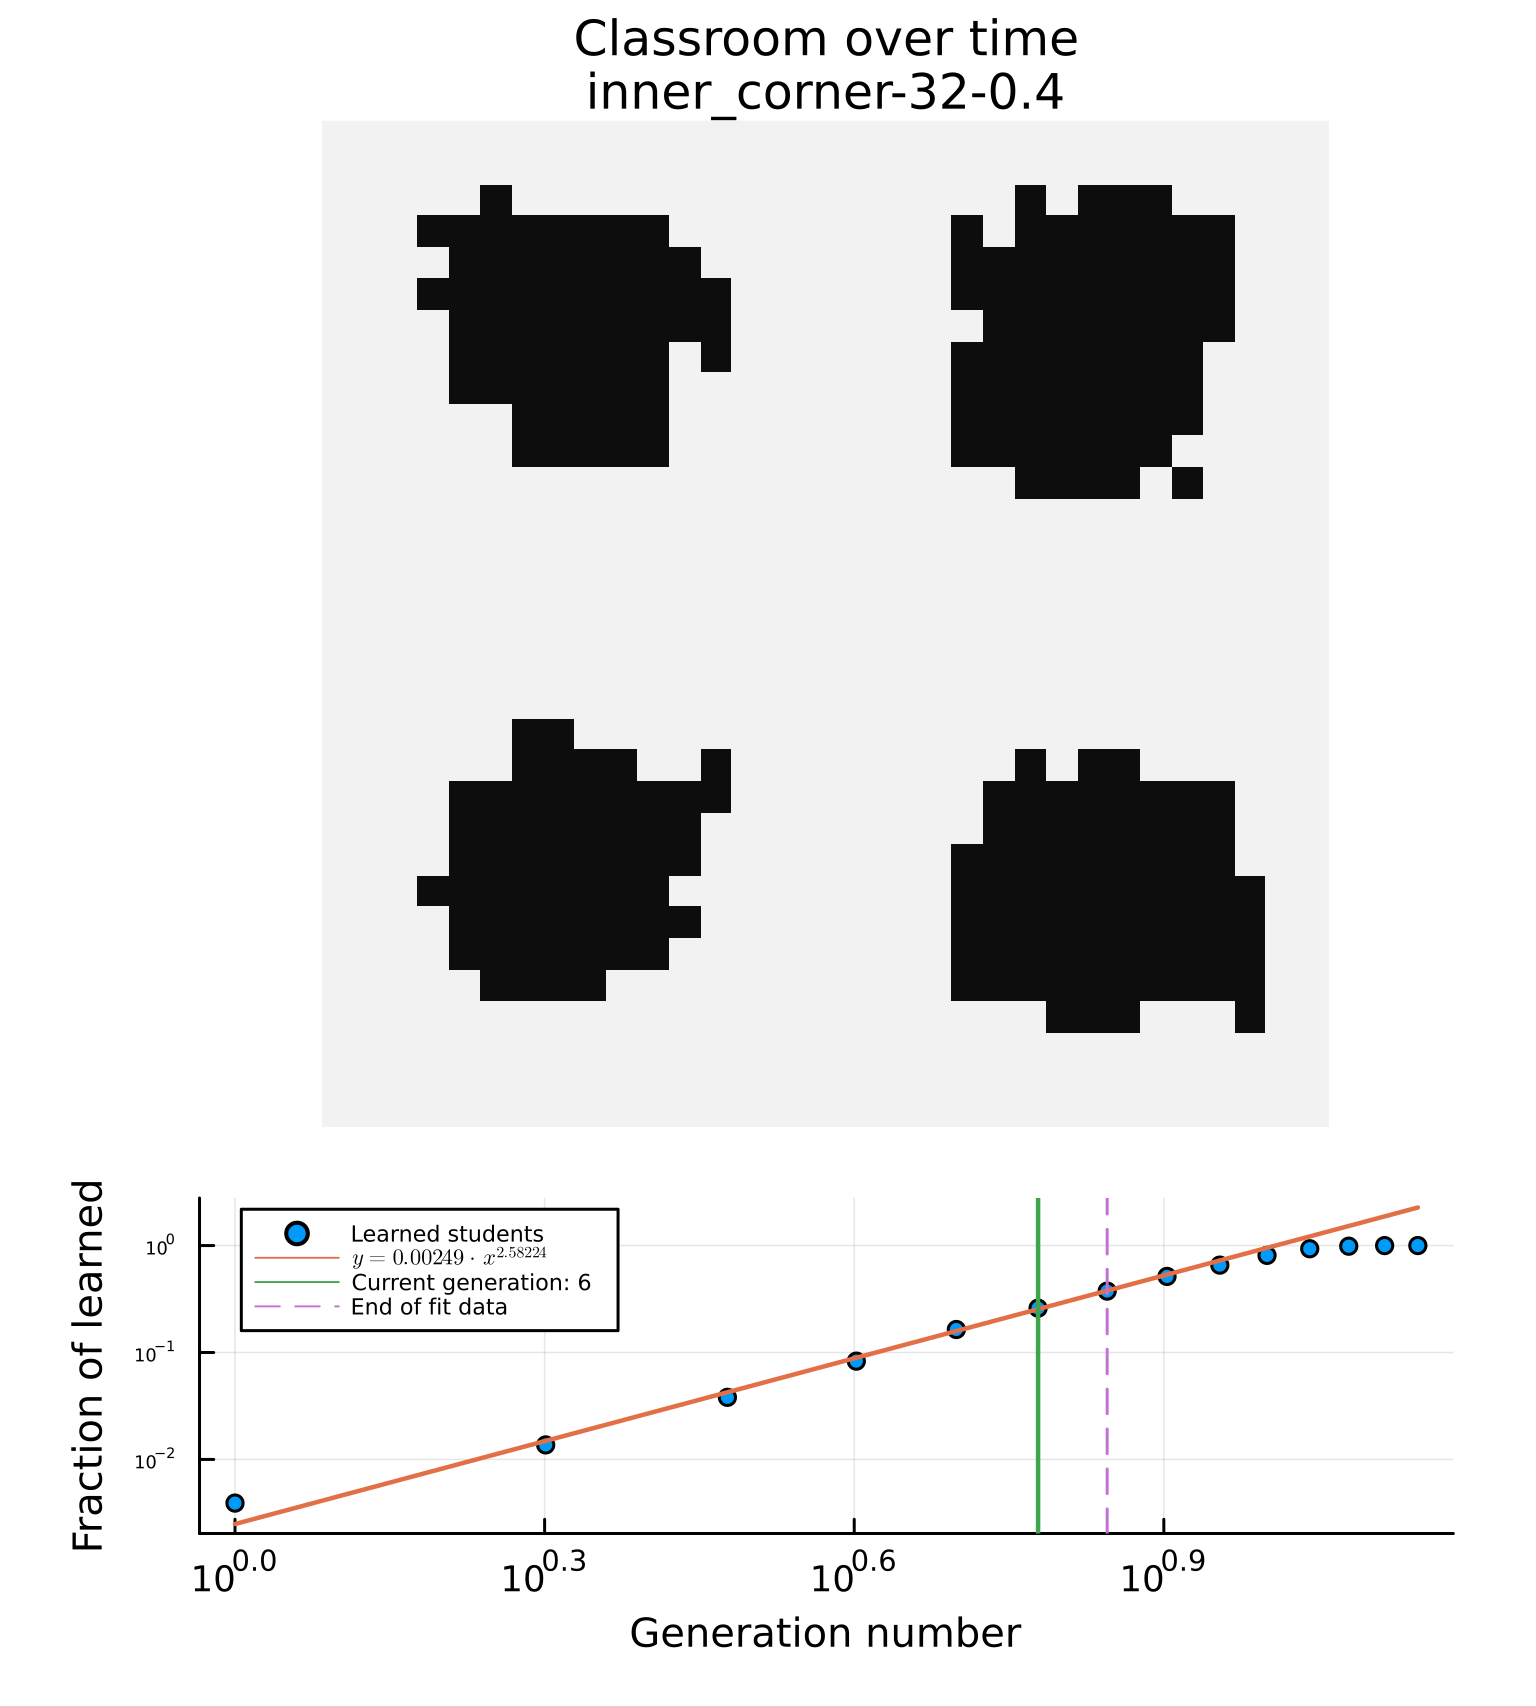 Classroom over time
inner_corner-32-0.4
Fraction of learned
10^0
10^−1
10^−2
Learned students
y = 0.00249 · x^2.58224
Current generation: 6
End of fit data
10^0.0 10^0.3 10^0.6 10^0.9
Generation number